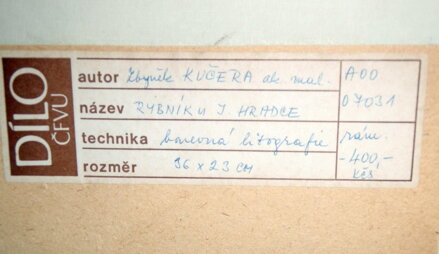 DÍLO
ČFVU
autor Zbyněk KUČERA ak. mal. A00
název RYBNÍK u J. HRADCE 07031
technika barevná litografie rám.
rozměr 36 x 23 cm -400,-
Kčs